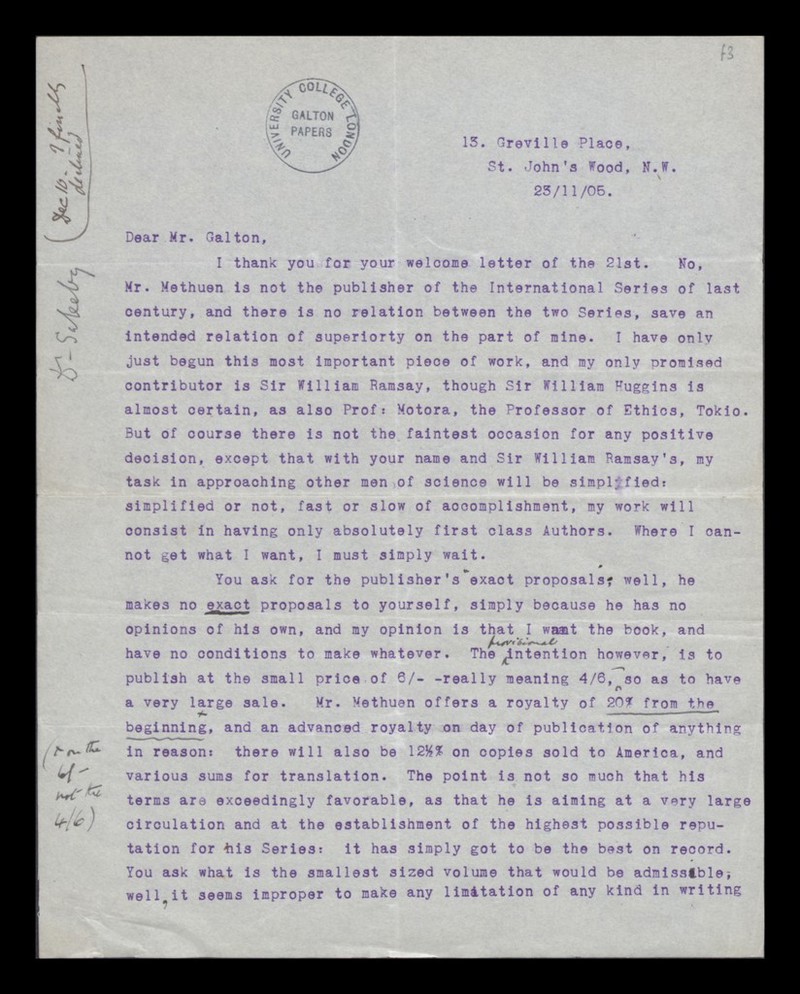 f3
UNIVERSITY COLLEGE LONDON
GALTON
PAPERS
Dec 10 - ? finally
declined
13. Greville Place,
St. John's Wood, N.W.
23/11/05.
Dear Mr. Galton,
I thank you for your welcome letter of the 21st. No,
Mr. Methuen is not the publisher of the International Series of last
century, and there is no relation between the two Series, save an
intended relation of superiorty on the part of mine. I have only
just begun this most important piece of work, and my only promised
contributor is Sir William Ramsay, though Sir William Huggins is
almost certain, as also Prof: Motora, the Professor of Ethics, Tokio.
But of course there is not the faintest occasion for any positive
decision, except that with your name and Sir William Ramsay's, my
task in approaching other men of science will be simplified:
simplified or not, fast or slow of accomplishment, my work will
consist in having only absolutely first class Authors. Where I can-
not get what I want, I must simply wait.
You ask for the publisher's "exact proposals" well, he
makes no exact proposals to yourself, simply because he has no
opinions of his own, and my opinion is that I want the book, and
provisional
have no conditions to make whatever. The intention however, is to
publish at the small price of 6/- -really meaning 4/6, so as to have
a very large sale. Mr. Methuen offers a royalty of 20% from the
beginning, and an advanced royalty on day of publication of anything
in reason: there will also be 12½% on copies sold to America, and
various sums for translation. The point is not so much that his
terms are exceedingly favorable, as that he is aiming at a very large
circulation and at the establishment of the highest possible repu-
tation for his Series: it has simply got to be the best on record.
You ask what is the smallest sized volume that would be admissible;
well, it seems improper to make any limitation of any kind in writing
on the
6/-
not the
4/6)